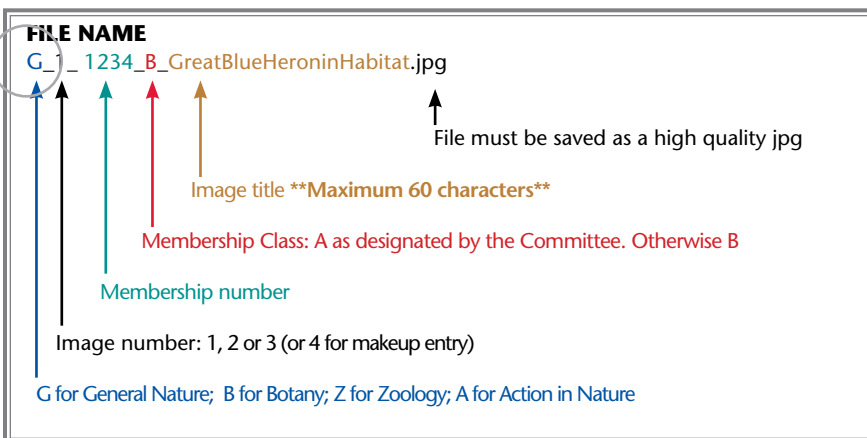 FILE NAME
G_1_ 1234_B_GreatBlueHeroninHabitat.jpg
File must be saved as a high quality jpg
Image title **Maximum 60 characters**
Membership Class: A as designated by the Committee. Otherwise B
Membership number
Image number: 1, 2 or 3 (or 4 for makeup entry)
G for General Nature;  B for Botany; Z for Zoology; A for Action in Nature